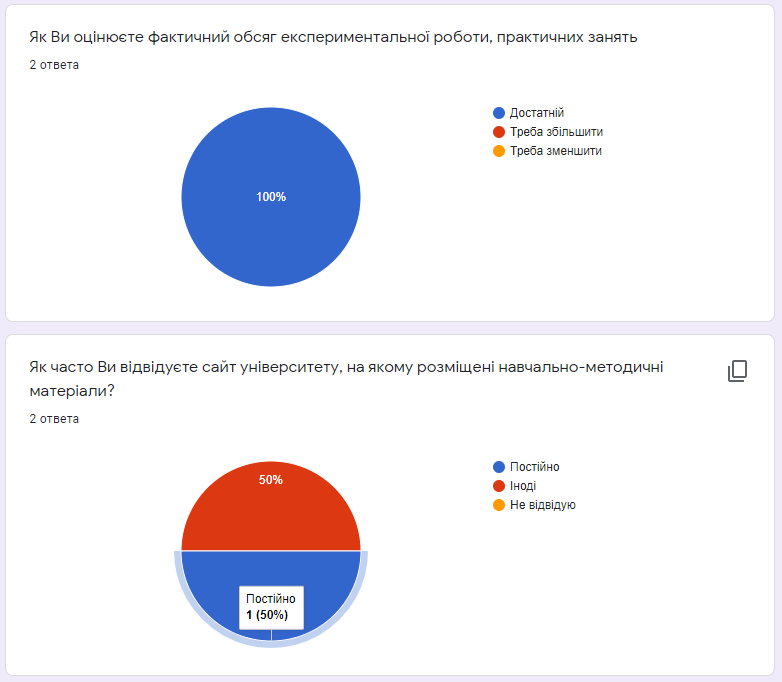 Як Ви оцінюєте фактичний обсяг експериментальної роботи, практичних занять
2 ответа
100%
Достатній
Треба збільшити
Треба зменшити
Як часто Ви відвідуєте сайт університету, на якому розміщені навчально-методичні
матеріали?
2 ответа
50%
Постійно
1 (50%)
Постійно
Іноді
Не відвідую